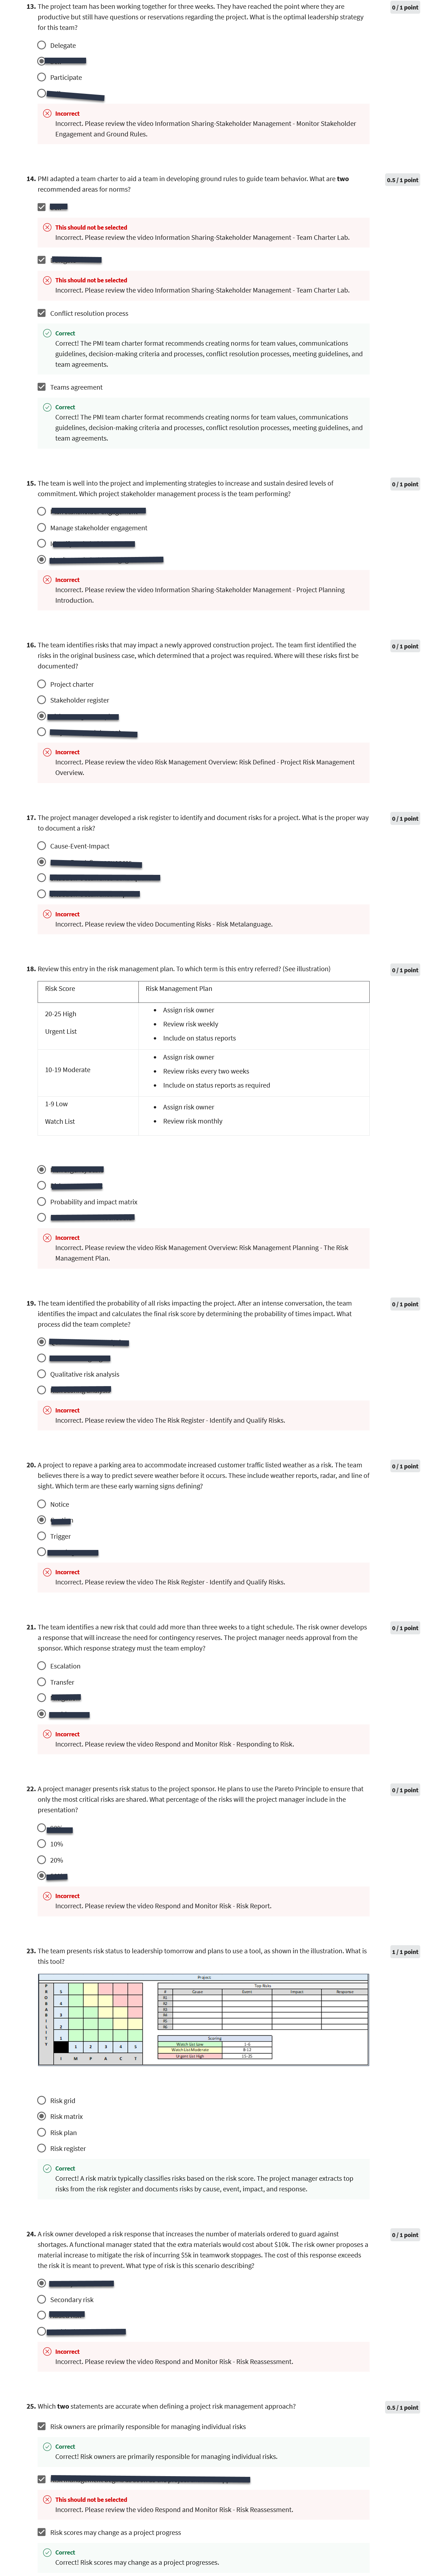 13. The project team has been working together for three weeks. They have reached the point where they are
productive but still have questions or reservations regarding the project. What is the optimal leadership strategy
for this team?
0 / 1 point
Delegate
Participate
Incorrect
Incorrect. Please review the video Information Sharing-Stakeholder Management - Monitor Stakeholder
Engagement and Ground Rules.
14. PMI adapted a team charter to aid a team in developing ground rules to guide team behavior. What are two
recommended areas for norms?
0.5 / 1 point
This should not be selected
Incorrect. Please review the video Information Sharing-Stakeholder Management - Team Charter Lab.
This should not be selected
Incorrect. Please review the video Information Sharing-Stakeholder Management - Team Charter Lab.
Conflict resolution process
Correct
Correct! The PMI team charter format recommends creating norms for team values, communications
guidelines, decision-making criteria and processes, conflict resolution processes, meeting guidelines, and
team agreements.
Teams agreement
Correct
Correct! The PMI team charter format recommends creating norms for team values, communications
guidelines, decision-making criteria and processes, conflict resolution processes, meeting guidelines, and
team agreements.
15. The team is well into the project and implementing strategies to increase and sustain desired levels of
commitment. Which project stakeholder management process is the team performing?
0 / 1 point
Manage stakeholder engagement
Incorrect
Incorrect. Please review the video Information Sharing-Stakeholder Management - Project Planning
Introduction.
16. The team identifies risks that may impact a newly approved construction project. The team first identified the
risks in the original business case, which determined that a project was required. Where will these risks first be
documented?
0 / 1 point
Project charter
Stakeholder register
Incorrect
Incorrect. Please review the video Risk Management Overview: Risk Defined - Project Risk Management
Overview.
17. The project manager developed a risk register to identify and document risks for a project. What is the proper way
to document a risk?
0 / 1 point
Cause-Event-Impact
Incorrect
Incorrect. Please review the video Documenting Risks - Risk Metalanguage.
18. Review this entry in the risk management plan. To which term is this entry referred? (See illustration)
0 / 1 point
Risk Score
Risk Management Plan
20-25 High
Urgent List
• Assign risk owner
• Review risk weekly
• Include on status reports
10-19 Moderate
• Assign risk owner
• Review risks every two weeks
• Include on status reports as required
1-9 Low
Watch List
• Assign risk owner
• Review risk monthly
Probability and impact matrix
Incorrect
Incorrect. Please review the video Risk Management Overview: Risk Management Planning - The Risk
Management Plan.
19. The team identified the probability of all risks impacting the project. After an intense conversation, the team
identifies the impact and calculates the final risk score by determining the probability of times impact. What
process did the team complete?
0 / 1 point
Qualitative risk analysis
Incorrect
Incorrect. Please review the video The Risk Register - Identify and Qualify Risks.
20. A project to repave a parking area to accommodate increased customer traffic listed weather as a risk. The team
believes there is a way to predict severe weather before it occurs. These include weather reports, radar, and line of
sight. Which term are these early warning signs defining?
0 / 1 point
Notice
Trigger
Incorrect
Incorrect. Please review the video The Risk Register - Identify and Qualify Risks.
21. The team identifies a new risk that could add more than three weeks to a tight schedule. The risk owner develops
a response that will increase the need for contingency reserves. The project manager needs approval from the
sponsor. Which response strategy must the team employ?
0 / 1 point
Escalation
Transfer
Incorrect
Incorrect. Please review the video Respond and Monitor Risk - Responding to Risk.
22. A project manager presents risk status to the project sponsor. He plans to use the Pareto Principle to ensure that
only the most critical risks are shared. What percentage of the risks will the project manager include in the
presentation?
0 / 1 point
10%
20%
Incorrect
Incorrect. Please review the video Respond and Monitor Risk - Risk Report.
23. The team presents risk status to leadership tomorrow and plans to use a tool, as shown in the illustration. What is
this tool?
1 / 1 point
Project
PROBABILITY
5
4
3
2
1
1 2 3 4 5
I M P A C T
Top Risks
# Cause Event Impact Response
R1
R2
R3
R4
R5
R6
Scoring
Watch List Low
Watch List Moderate
Urgent List High 15-25
Risk grid
Risk matrix
Risk plan
Risk register
Correct
Correct! A risk matrix typically classifies risks based on the risk score. The project manager extracts top
risks from the risk register and documents risks by cause, event, impact, and response.
24. A risk owner developed a risk response that increases the number of materials ordered to guard against
shortages. A functional manager stated that the extra materials would cost about $10k. The risk owner proposes a
material increase to mitigate the risk of incurring $5k in teamwork stoppages. The cost of this response exceeds
the risk it is meant to prevent. What type of risk is this scenario describing?
0 / 1 point
Secondary risk
Incorrect
Incorrect. Please review the video Respond and Monitor Risk - Risk Reassessment.
25. Which two statements are accurate when defining a project risk management approach?
0.5 / 1 point
Risk owners are primarily responsible for managing individual risks
Correct
Correct! Risk owners are primarily responsible for managing individual risks.
This should not be selected
Incorrect. Please review the video Respond and Monitor Risk - Risk Reassessment.
Risk scores may change as a project progress
Correct
Correct! Risk scores may change as a project progresses.